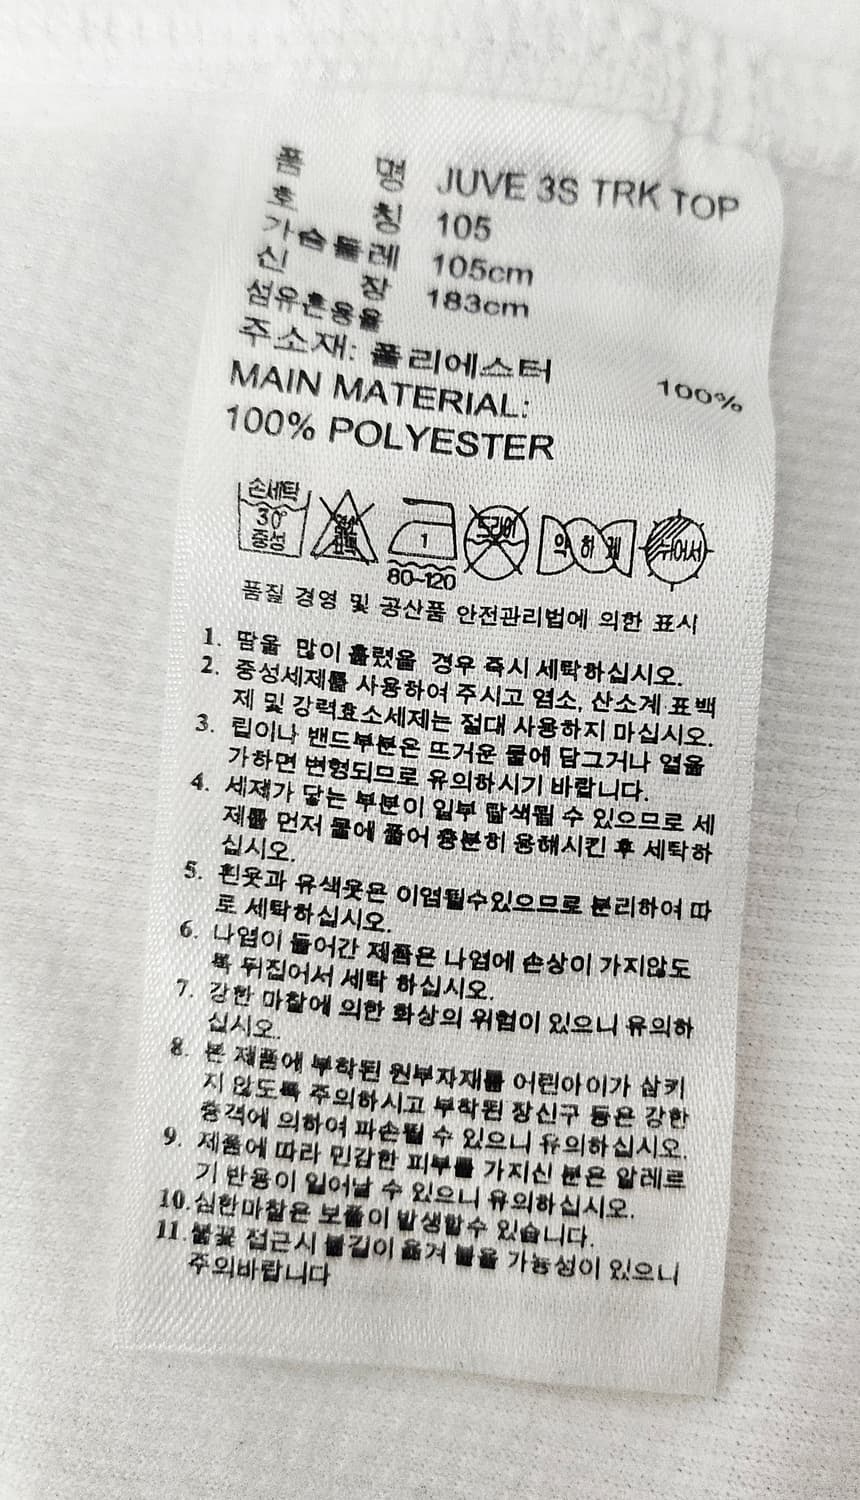 품 명 JUVE 3S TRK TOP
호 칭 105
가슴둘레 105cm
신 장 183cm
섬유혼용율
주소재: 폴리에스터 100%
MAIN MATERIAL:
100% POLYESTER
손세탁 30° 중성
염소 표백
1
80-120
드라이
약하게
뉘어서
품질 경영 및 공산품 안전관리법에 의한 표시
1. 땀을 많이 흘렸을 경우 즉시 세탁하십시오.
2. 중성세제를 사용하여 주시고 염소, 산소계 표백
제 및 강력효소세제는 절대 사용하지 마십시오.
3. 립이나 밴드부분은 뜨거운 물에 담그거나 열을
가하면 변형되므로 유의하시기 바랍니다.
4. 세제가 닿는 부분이 일부 탈색될 수 있으므로 세
제를 먼저 물에 풀어 충분히 용해시킨 후 세탁하
십시오.
5. 흰옷과 유색옷은 이염될수있으므로 분리하여 따
로 세탁하십시오.
6. 나염이 들어간 제품은 나염에 손상이 가지않도
록 뒤집어서 세탁 하십시오.
7. 강한 마찰에 의한 화상의 위험이 있으니 유의하
십시오.
8. 본 제품에 부착된 원부자재를 어린아이가 삼키
지 않도록 주의하시고 부착된 장신구 등은 강한
충격에 의하여 파손될 수 있으니 유의하십시오.
9. 제품에 따라 민감한 피부를 가지신 분은 알레르
기 반응이 일어날 수 있으니 유의하십시오.
10.심한마찰은 보풀이 발생할수 있습니다.
11.불꽃 접근시 불길이 옮겨 붙을 가능성이 있으니
주의바랍니다